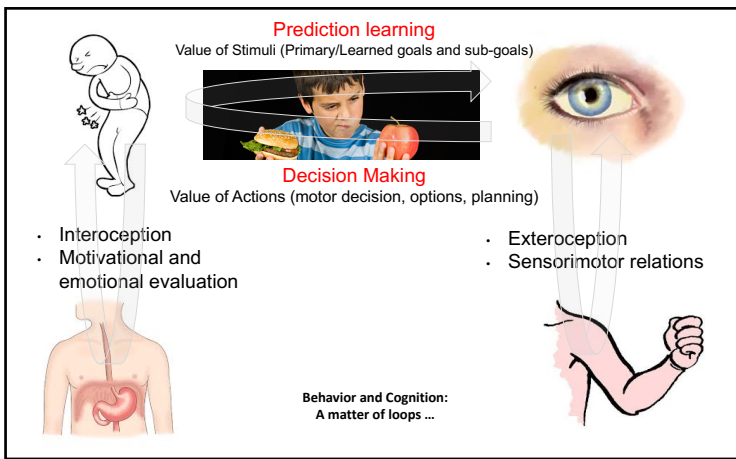 Prediction learning
Value of Stimuli (Primary/Learned goals and sub-goals)
Decision Making
Value of Actions (motor decision, options, planning)
• Interoception
• Motivational and
emotional evaluation
• Exteroception
• Sensorimotor relations
Behavior and Cognition:
A matter of loops …